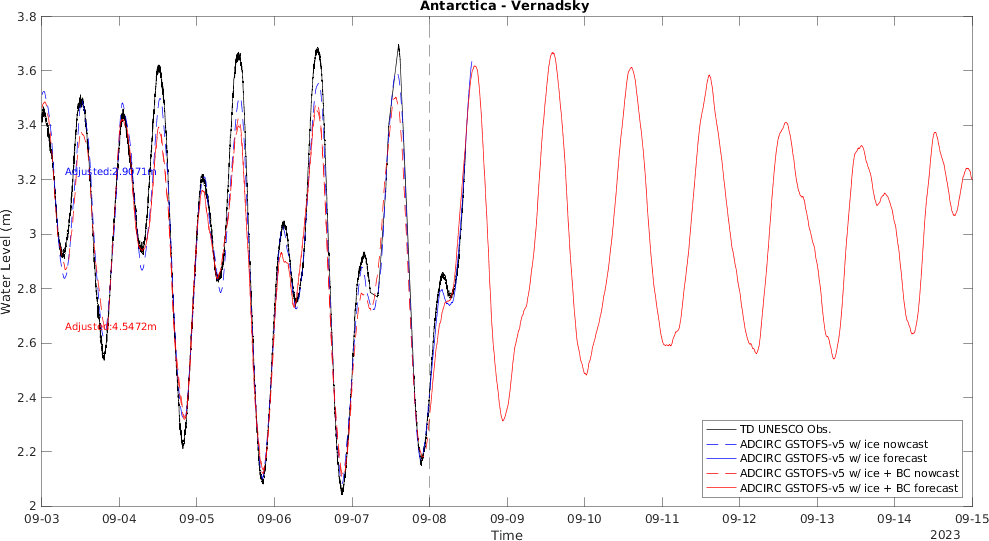 Antarctica - Vernadsky
3.8
3.6
3.4
3.2
3
2.8
2.6
2.4
2.2
2
Water Level (m)
Adjusted:2.9071m
Adjusted:4.5472m
TD UNESCO Obs.
ADCIRC GSTOFS-v5 w/ ice nowcast
ADCIRC GSTOFS-v5 w/ ice forecast
ADCIRC GSTOFS-v5 w/ ice + BC nowcast
ADCIRC GSTOFS-v5 w/ ice + BC forecast
09-03 09-04 09-05 09-06 09-07 09-08 09-09 09-10 09-11 09-12 09-13 09-14 09-15
Time
2023